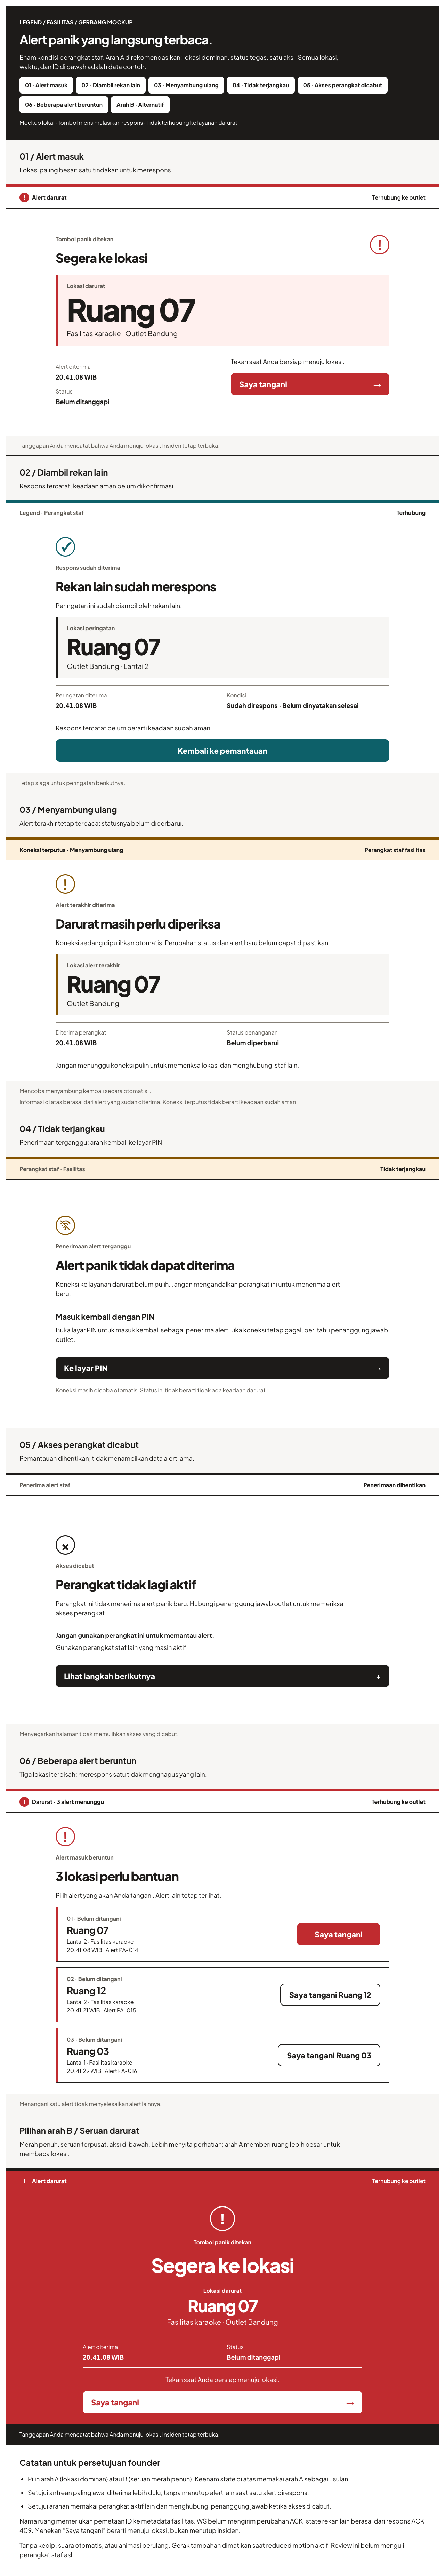 LEGEND / FASILITAS / GERBANG MOCKUP
Alert panik yang langsung terbaca.
Enam kondisi perangkat staf. Arah A direkomendasikan: lokasi dominan, status tegas, satu aksi. Semua lokasi,
waktu, dan ID di bawah adalah data contoh.
01 · Alert masuk
02 · Diambil rekan lain
03 · Menyambung ulang
04 · Tidak terjangkau
05 · Akses perangkat dicabut
06 · Beberapa alert beruntun
Arah B · Alternatif
Mockup lokal · Tombol mensimulasikan respons · Tidak terhubung ke layanan darurat
01 / Alert masuk
Lokasi paling besar; satu tindakan untuk merespons.
! Alert darurat
Terhubung ke outlet
Tombol panik ditekan
Segera ke lokasi
!
Lokasi darurat
Ruang 07
Fasilitas karaoke · Outlet Bandung
Alert diterima
20.41.08 WIB
Status
Belum ditanggapi
Tekan saat Anda bersiap menuju lokasi.
Saya tangani →
Tanggapan Anda mencatat bahwa Anda menuju lokasi. Insiden tetap terbuka.
02 / Diambil rekan lain
Respons tercatat, keadaan aman belum dikonfirmasi.
Legend · Perangkat staf
Terhubung
✓
Respons sudah diterima
Rekan lain sudah merespons
Peringatan ini sudah diambil oleh rekan lain.
Lokasi peringatan
Ruang 07
Outlet Bandung · Lantai 2
Peringatan diterima
20.41.08 WIB
Kondisi
Sudah direspons · Belum dinyatakan selesai
Respons tercatat belum berarti keadaan sudah aman.
Kembali ke pemantauan
Tetap siaga untuk peringatan berikutnya.
03 / Menyambung ulang
Alert terakhir tetap terbaca; statusnya belum diperbarui.
Koneksi terputus · Menyambung ulang
Perangkat staf fasilitas
!
Alert terakhir diterima
Darurat masih perlu diperiksa
Koneksi sedang dipulihkan otomatis. Perubahan status dan alert baru belum dapat dipastikan.
Lokasi alert terakhir
Ruang 07
Outlet Bandung
Diterima perangkat
20.41.08 WIB
Status penanganan
Belum diperbarui
Jangan menunggu koneksi pulih untuk memeriksa lokasi dan menghubungi staf lain.
Mencoba menyambung kembali secara otomatis...
Informasi di atas berasal dari alert yang sudah diterima. Koneksi terputus tidak berarti keadaan sudah aman.
04 / Tidak terjangkau
Penerimaan terganggu; arah kembali ke layar PIN.
Perangkat staf · Fasilitas
Tidak terjangkau
Penerimaan alert terganggu
Alert panik tidak dapat diterima
Koneksi ke layanan darurat belum pulih. Jangan mengandalkan perangkat ini untuk menerima alert
baru.
Masuk kembali dengan PIN
Buka layar PIN untuk masuk kembali sebagai penerima alert. Jika koneksi tetap gagal, beri tahu penanggung jawab
outlet.
Ke layar PIN →
Koneksi masih dicoba otomatis. Status ini tidak berarti tidak ada keadaan darurat.
05 / Akses perangkat dicabut
Pemantauan dihentikan; tidak menampilkan data alert lama.
Penerima alert staf
Penerimaan dihentikan
×
Akses dicabut
Perangkat tidak lagi aktif
Perangkat ini tidak menerima alert panik baru. Hubungi penanggung jawab outlet untuk memeriksa
akses perangkat.
Jangan gunakan perangkat ini untuk memantau alert.
Gunakan perangkat staf lain yang masih aktif.
Lihat langkah berikutnya +
Menyegarkan halaman tidak memulihkan akses yang dicabut.
06 / Beberapa alert beruntun
Tiga lokasi terpisah; merespons satu tidak menghapus yang lain.
! Darurat · 3 alert menunggu
Terhubung ke outlet
!
Alert masuk beruntun
3 lokasi perlu bantuan
Pilih alert yang akan Anda tangani. Alert lain tetap terlihat.
01 · Belum ditangani
Ruang 07
Lantai 2 · Fasilitas karaoke
20.41.08 WIB · Alert PA-014
Saya tangani
02 · Belum ditangani
Ruang 12
Lantai 2 · Fasilitas karaoke
20.41.21 WIB · Alert PA-015
Saya tangani Ruang 12
03 · Belum ditangani
Ruang 03
Lantai 1 · Fasilitas karaoke
20.41.29 WIB · Alert PA-016
Saya tangani Ruang 03
Menangani satu alert tidak menyelesaikan alert lainnya.
Pilihan arah B / Seruan darurat
Merah penuh, seruan terpusat, aksi di bawah. Lebih menyita perhatian; arah A memberi ruang lebih besar untuk
membaca lokasi.
! Alert darurat
Terhubung ke outlet
!
Tombol panik ditekan
Segera ke lokasi
Lokasi darurat
Ruang 07
Fasilitas karaoke · Outlet Bandung
Alert diterima
20.41.08 WIB
Status
Belum ditanggapi
Tekan saat Anda bersiap menuju lokasi.
Saya tangani →
Tanggapan Anda mencatat bahwa Anda menuju lokasi. Insiden tetap terbuka.
Catatan untuk persetujuan founder
• Pilih arah A (lokasi dominan) atau B (seruan merah penuh). Keenam state di atas memakai arah A sebagai usulan.
• Setujui antrean paling awal diterima lebih dulu, tanpa menutup alert lain saat satu alert direspons.
• Setujui arahan memakai perangkat aktif lain dan menghubungi penanggung jawab ketika akses dicabut.
Nama ruang memerlukan pemetaan ID ke metadata fasilitas. WS belum mengirim perubahan ACK; state rekan lain berasal dari respons ACK
409. Menekan "Saya tangani" berarti menuju lokasi, bukan menutup insiden.
Tanpa kedip, suara otomatis, atau animasi berulang. Gerak tambahan dimatikan saat reduced motion aktif. Review ini belum menguji
perangkat staf asli.